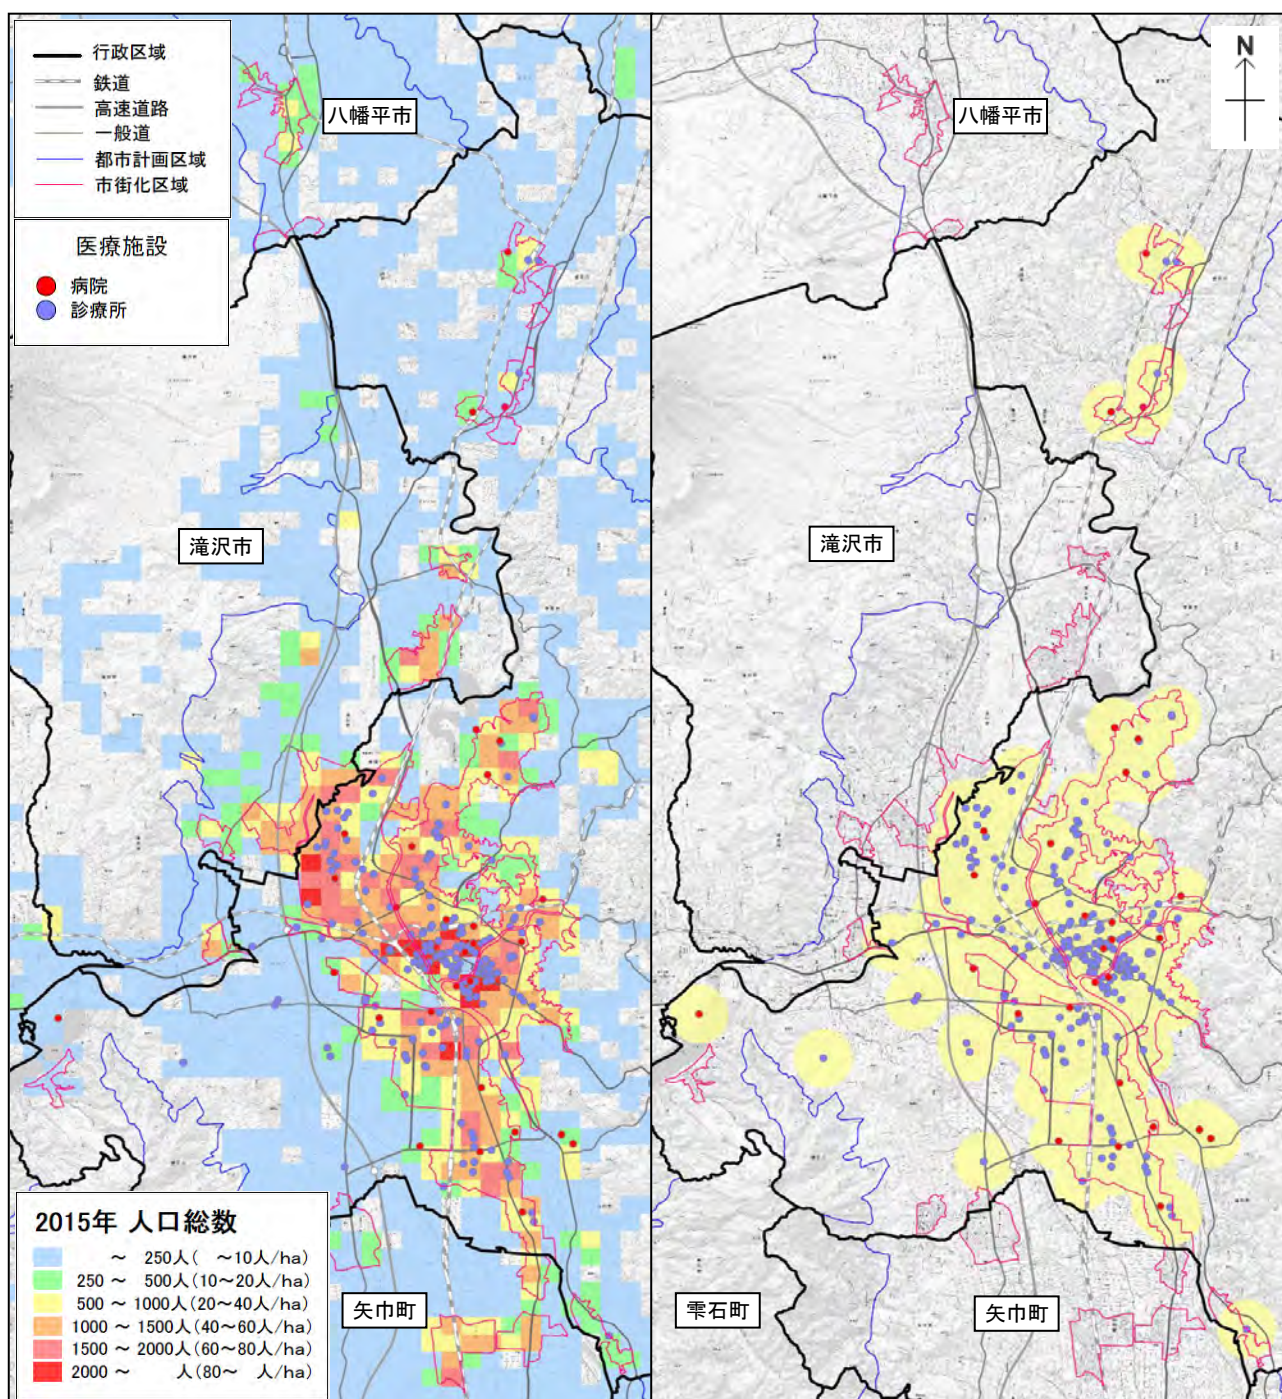 行政区域
鉄道
高速道路
一般道
都市計画区域
市街化区域
医療施設
病院
診療所
八幡平市
滝沢市
矢巾町
2015年 人口総数
～ 250人( ～10人/ha)
250 ～ 500人(10～20人/ha)
500 ～ 1000人(20～40人/ha)
1000 ～ 1500人(40～60人/ha)
1500 ～ 2000人(60～80人/ha)
2000 ～ 人(80～ 人/ha)
N
八幡平市
滝沢市
雫石町
矢巾町